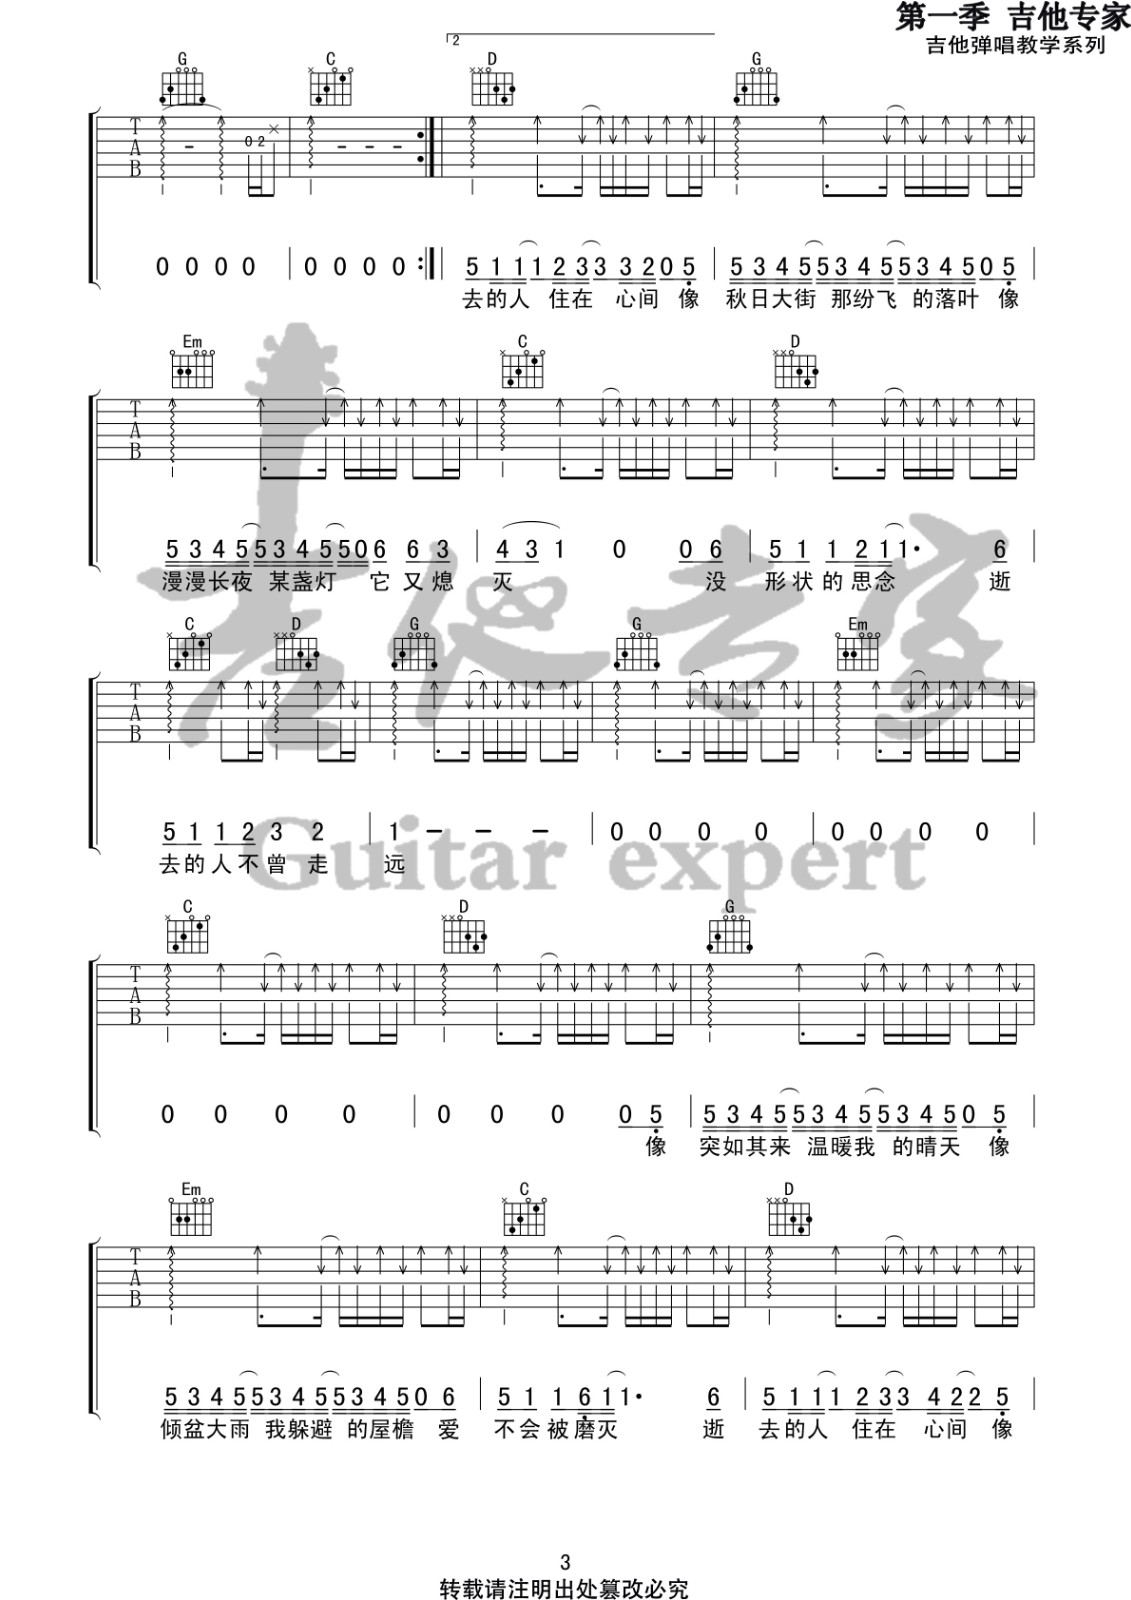 第一季 吉他专家
吉他弹唱教学系列
2
G C D G
T
A
B
0 2
0 0 0 0 0 0 0 0 5 1 1 1 2 3 3 3 2 0 5 5 3 4 5 5 3 4 5 5 3 4 5 0 5
去的人 住在 心间 像 秋日大街 那纷飞 的落叶 像
Em C D
T
A
B
5 3 4 5 5 3 4 5 5 0 6 6 3 4 3 1 0 0 6 5 1 1 2 1 1 · 6
漫漫长夜 某盏灯 它 又 熄 灭 没 形 状 的 思 念 逝
C D G G Em
T
A
B
5 1 1 2 3 2 1 – – – 0 0 0 0 0 0 0 0
去的人不曾 走 远
Guitar expert
吉他专家
C D G
T
A
B
0 0 0 0 0 0 0 0 5 5 3 4 5 5 3 4 5 5 3 4 5 0 5
像 突如其来 温暖我 的晴天 像
Em C D
T
A
B
5 3 4 5 5 3 4 5 5 3 4 5 0 6 5 1 1 6 1 1 · 6 5 1 1 1 2 3 3 4 2 2 5
倾盆大雨 我躲避 的屋檐 爱 不会被磨灭 逝 去的人 住在 心间 像
3
转载请注明出处篡改必究